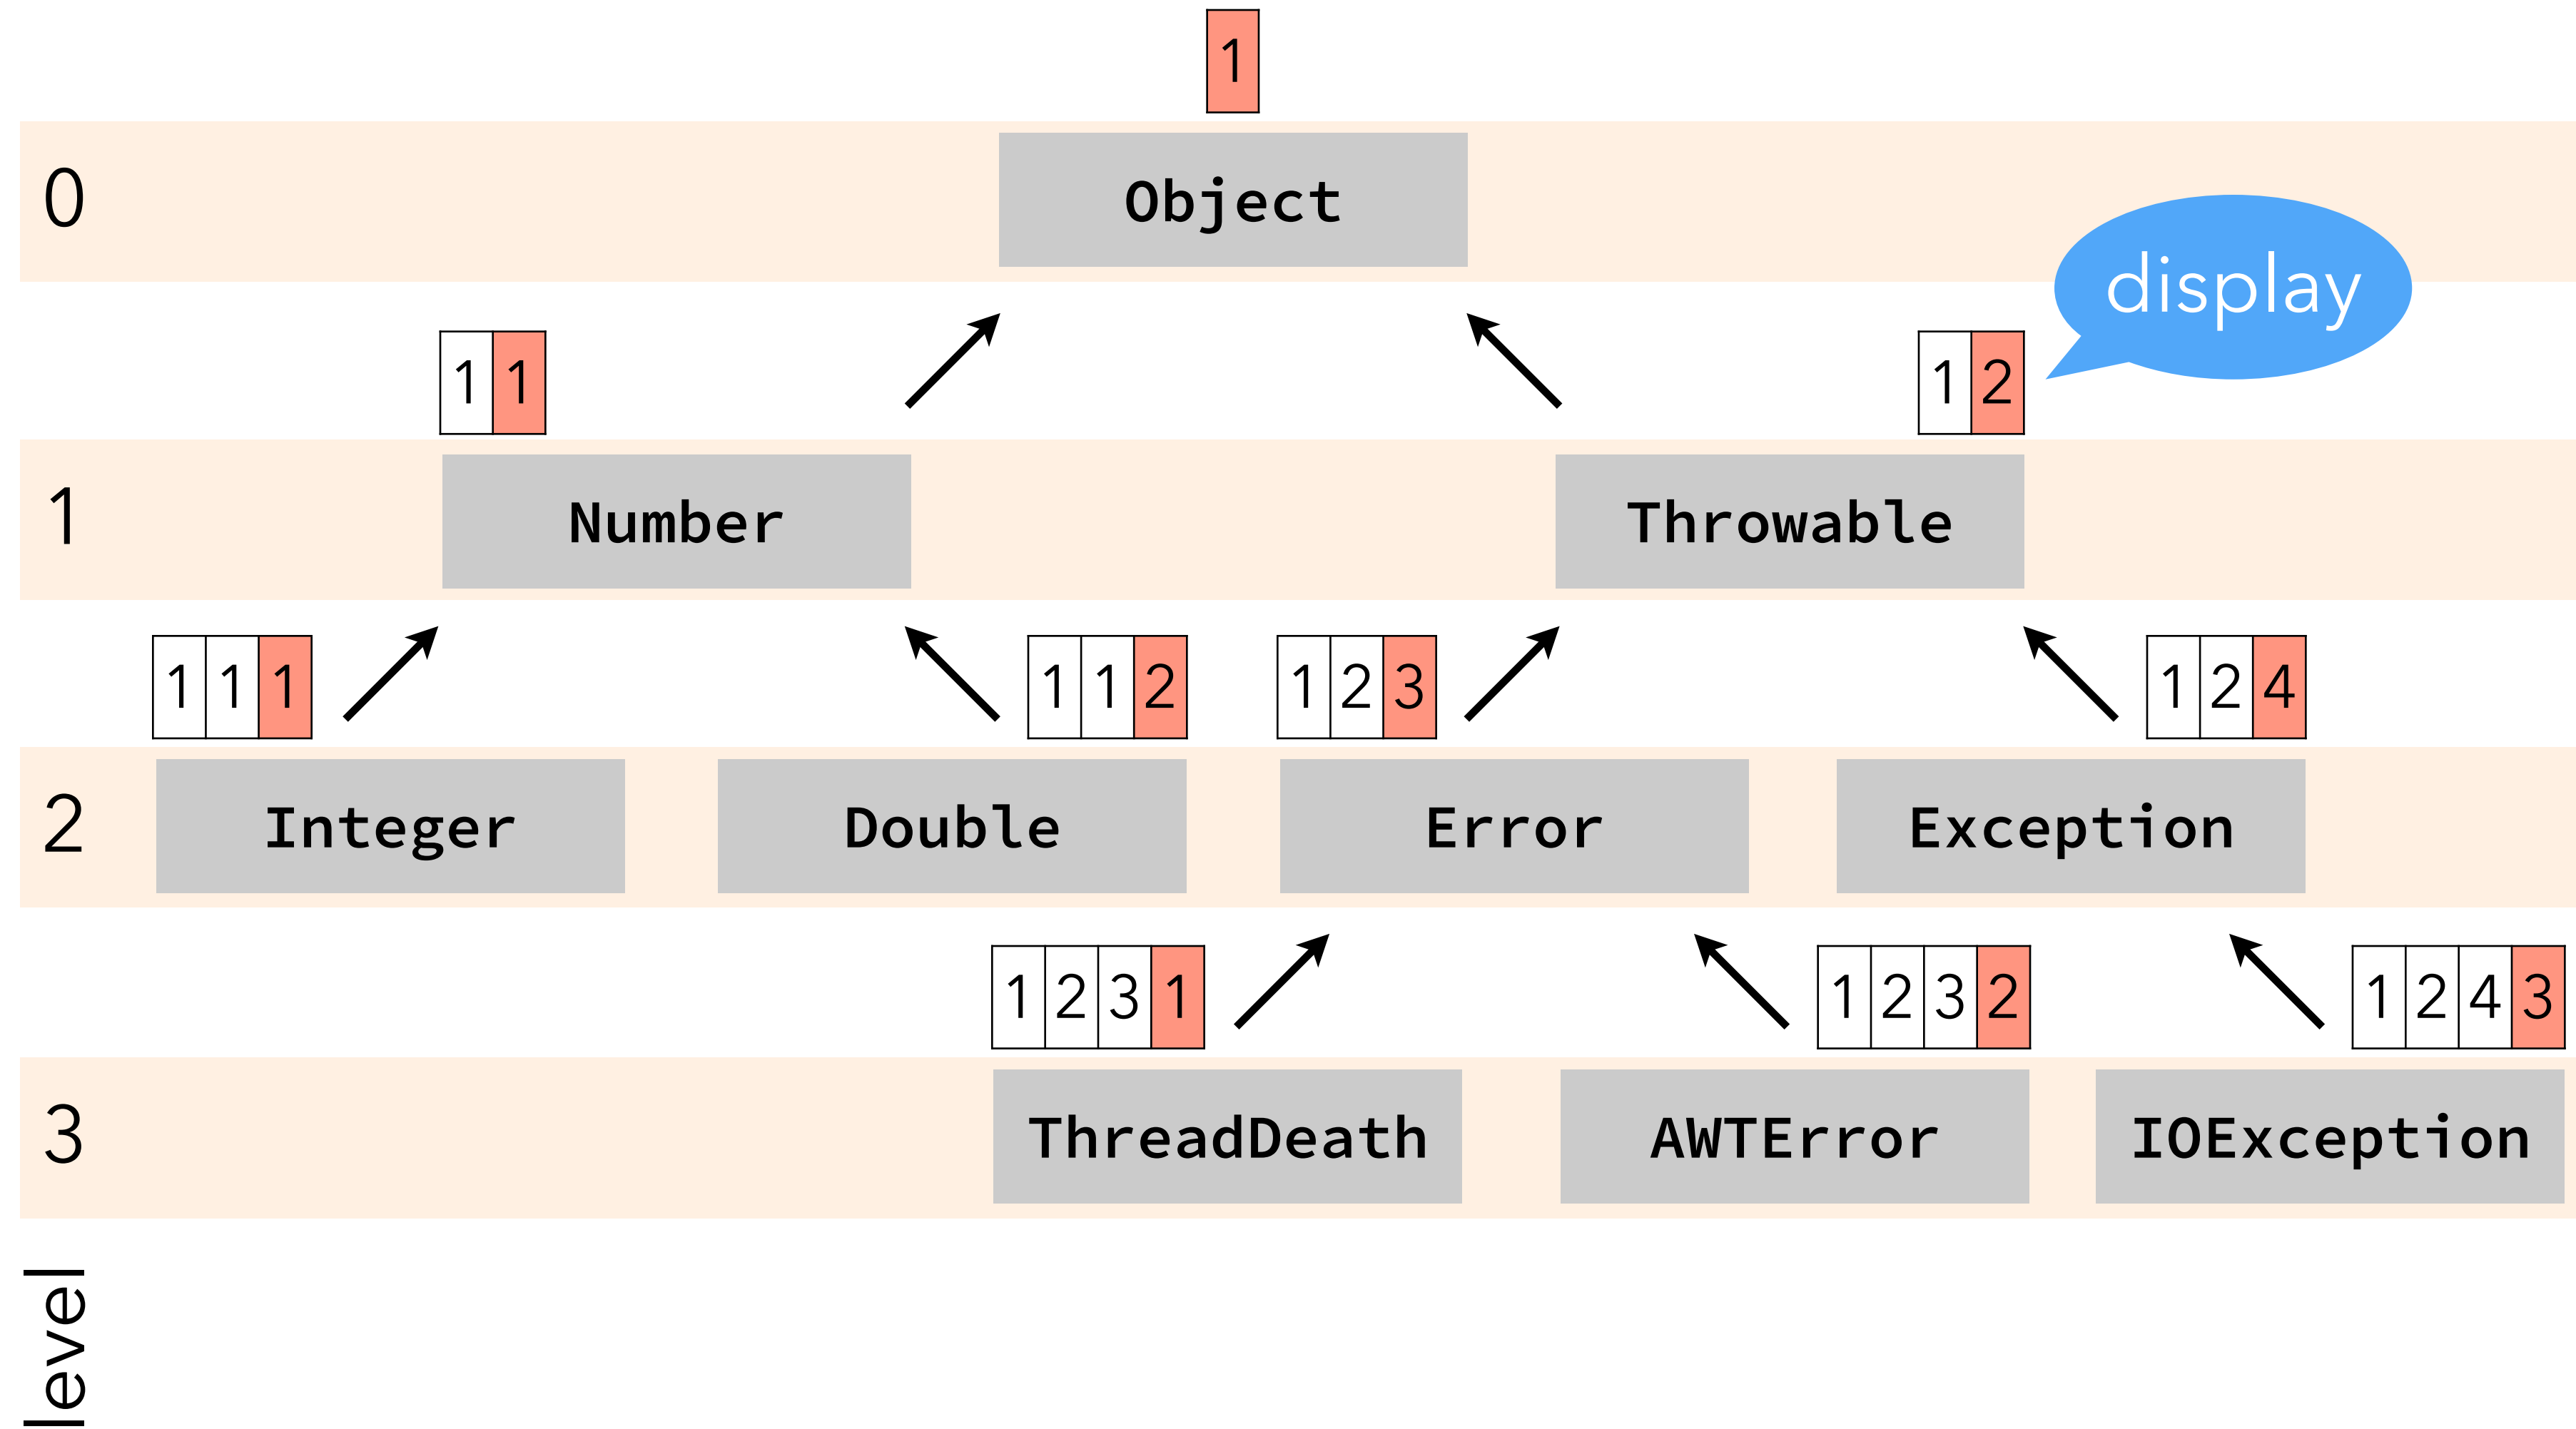 1
0
Object
display
1 1
1 2
1
Number
Throwable
1 1 1
1 1 2
1 2 3
1 2 4
2
Integer
Double
Error
Exception
1 2 3 1
1 2 3 2
1 2 4 3
3
ThreadDeath
AWTError
IOException
level